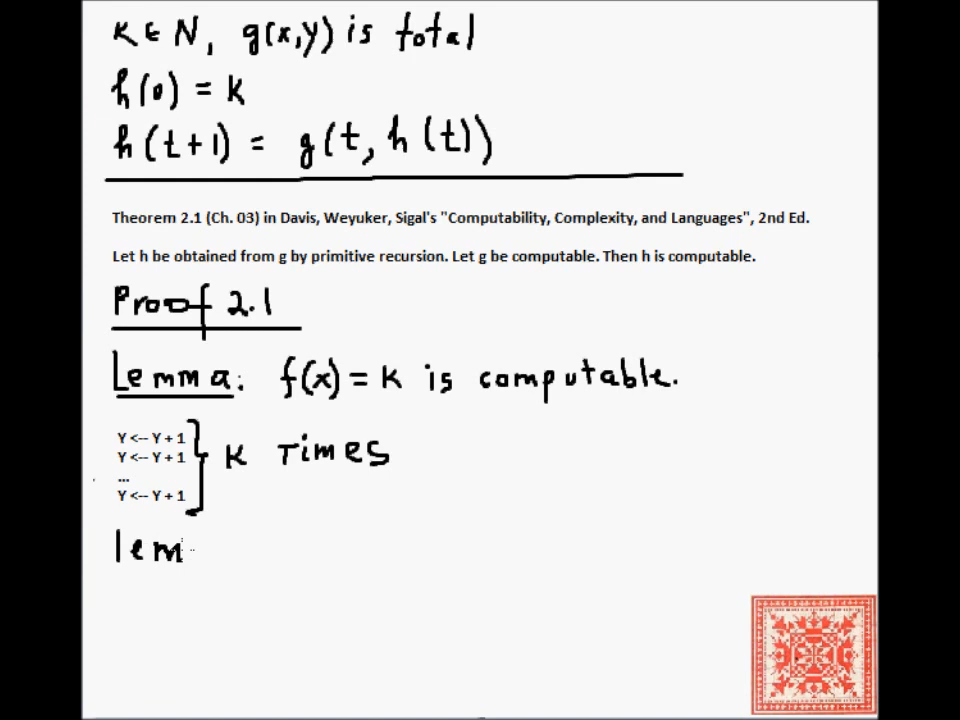 K ∈ N, g(x,y) is total
h(0) = K
h(t+1) = g(t, h(t))
Theorem 2.1 (Ch. 03) in Davis, Weyuker, Sigal's "Computability, Complexity, and Languages", 2nd Ed.
Let h be obtained from g by primitive recursion. Let g be computable. Then h is computable.
Proof 2.1
Lemma: f(x) = K is computable.
Y <-- Y + 1
Y <-- Y + 1
...
Y <-- Y + 1
K TIMES
lem